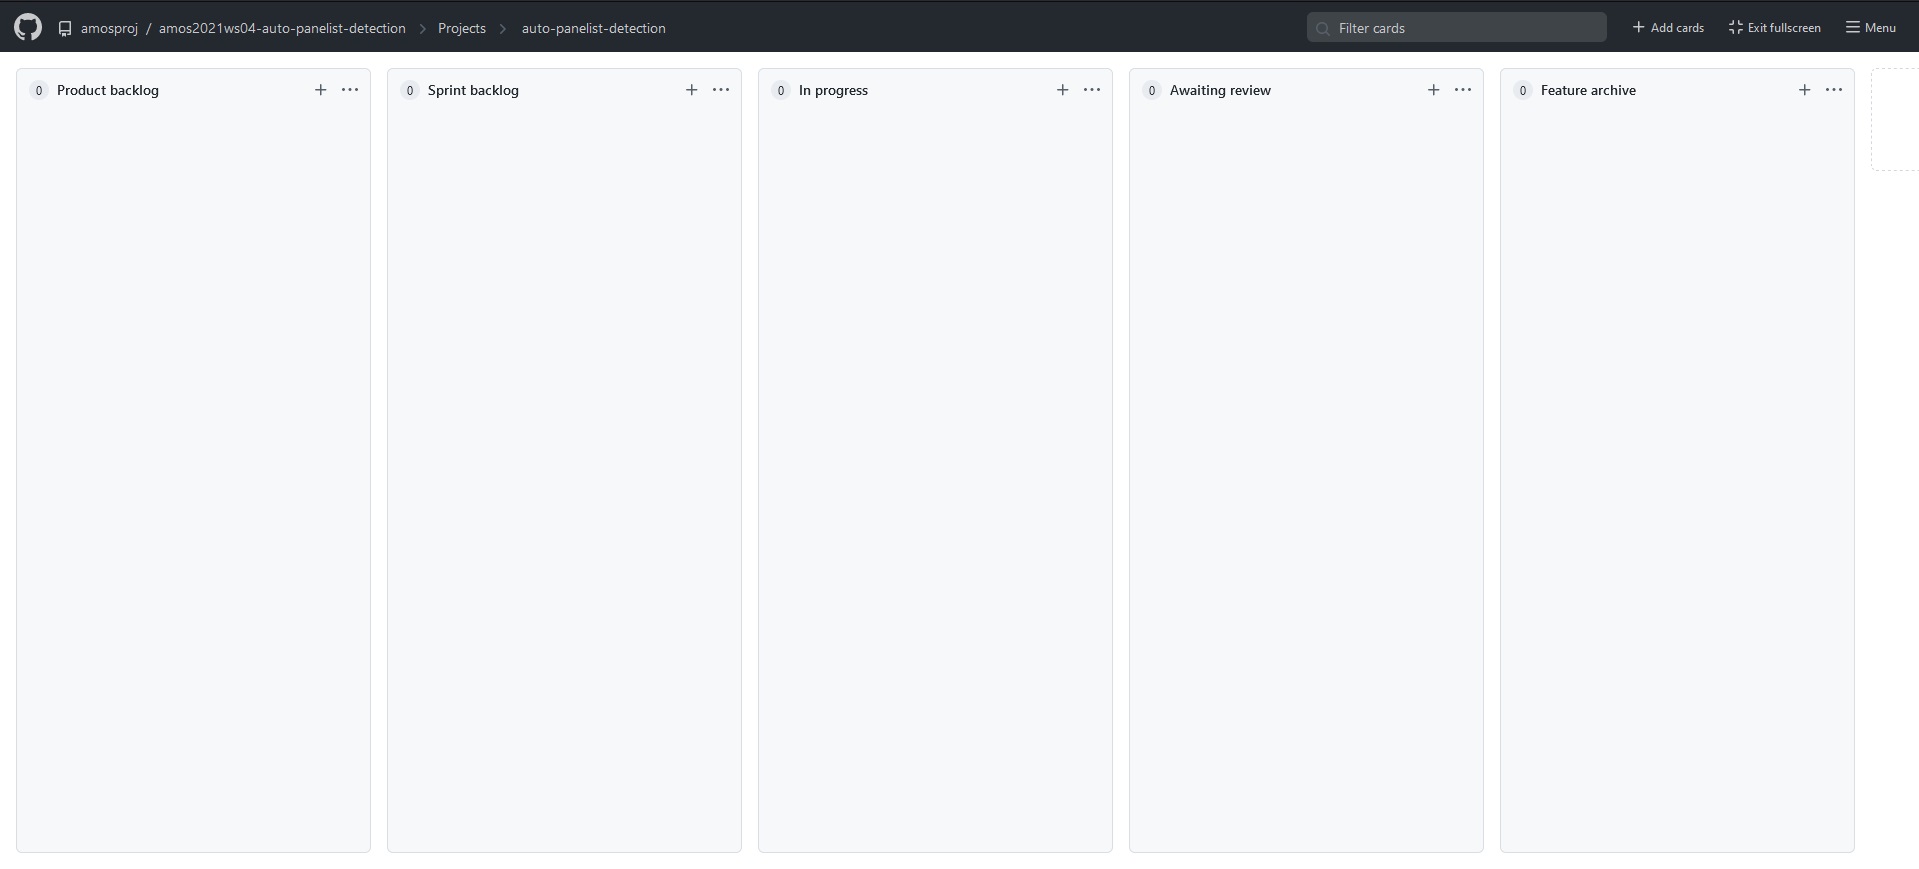 amosproj / amos2021ws04-auto-panelist-detection > Projects > auto-panelist-detection Filter cards + Add cards Exit fullscreen Menu
0 Product backlog + ...
0 Sprint backlog + ...
0 In progress + ...
0 Awaiting review + ...
0 Feature archive + ...